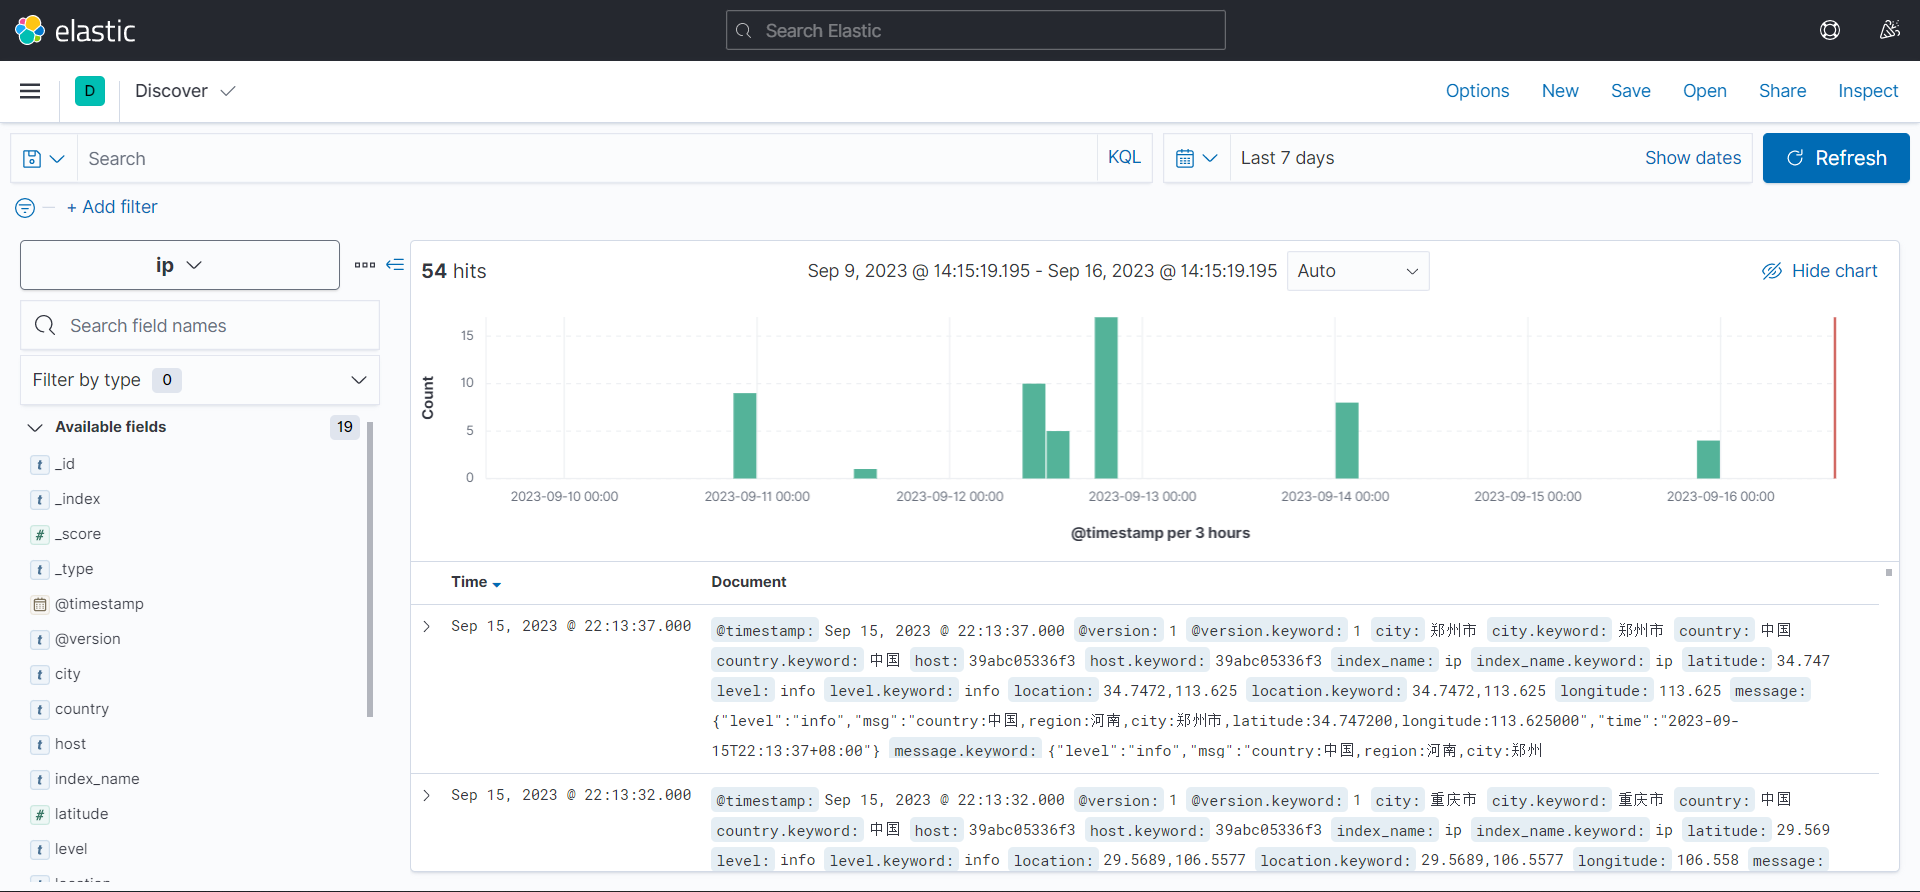 elastic
Search Elastic
D
Discover
Options New Save Open Share Inspect
Search
KQL
Last 7 days
Show dates
Refresh
+ Add filter
ip
54 hits
Sep 9, 2023 @ 14:15:19.195 - Sep 16, 2023 @ 14:15:19.195
Auto
Hide chart
Search field names
Filter by type 0
Available fields 19
t _id
t _index
# _score
t _type
@timestamp
t @version
t city
t country
t host
t index_name
# latitude
t level
t location
Count
15
10
5
0
2023-09-10 00:00 2023-09-11 00:00 2023-09-12 00:00 2023-09-13 00:00 2023-09-14 00:00 2023-09-15 00:00 2023-09-16 00:00
@timestamp per 3 hours
Time Document
Sep 15, 2023 @ 22:13:37.000
@timestamp: Sep 15, 2023 @ 22:13:37.000 @version: 1 @version.keyword: 1 city: 郑州市 city.keyword: 郑州市 country: 中国
country.keyword: 中国 host: 39abc05336f3 host.keyword: 39abc05336f3 index_name: ip index_name.keyword: ip latitude: 34.747
level: info level.keyword: info location: 34.7472,113.625 location.keyword: 34.7472,113.625 longitude: 113.625 message:
{"level":"info","msg":"country:中国,region:河南,city:郑州市,latitude:34.747200,longitude:113.625000","time":"2023-09-
15T22:13:37+08:00"} message.keyword: {"level":"info","msg":"country:中国,region:河南,city:郑州
Sep 15, 2023 @ 22:13:32.000
@timestamp: Sep 15, 2023 @ 22:13:32.000 @version: 1 @version.keyword: 1 city: 重庆市 city.keyword: 重庆市 country: 中国
country.keyword: 中国 host: 39abc05336f3 host.keyword: 39abc05336f3 index_name: ip index_name.keyword: ip latitude: 29.569
level: info level.keyword: info location: 29.5689,106.5577 location.keyword: 29.5689,106.5577 longitude: 106.558 message: